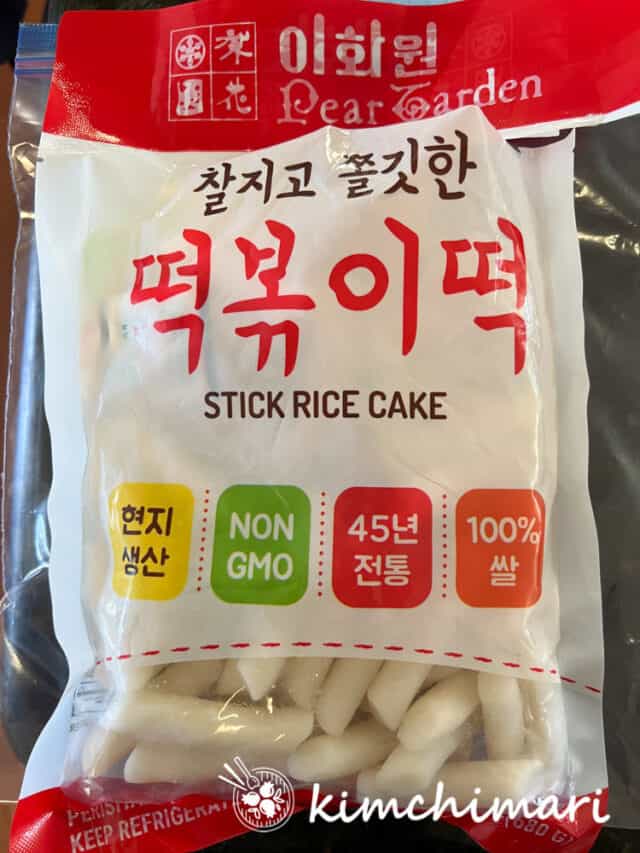 이화원
Pear Garden
찰지고 쫄깃한
떡볶이떡
STICK RICE CAKE
현지
생산
NON
GMO
45년
전통
100%
쌀
KEEP REFRIGERAT
(680 G)
kimchimari